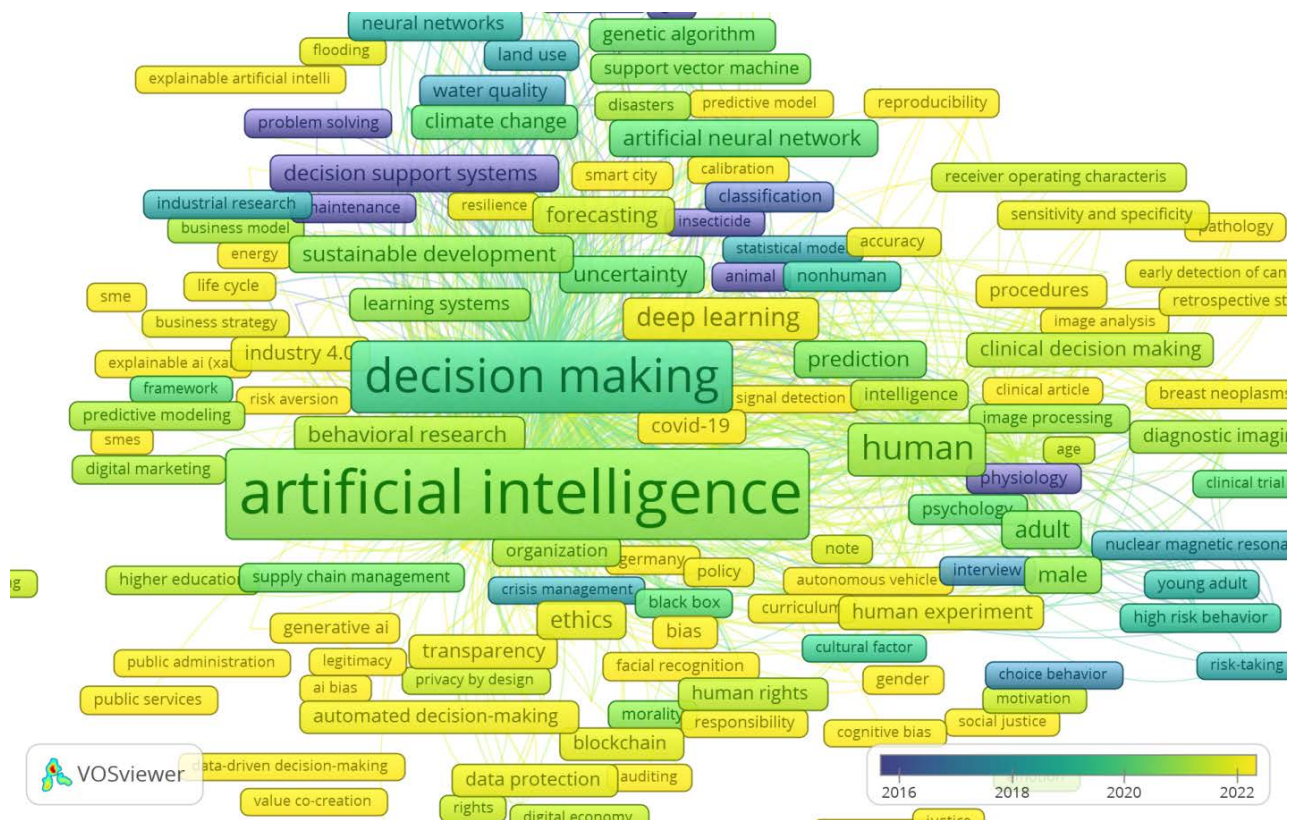 neural networks
genetic algorithm
flooding
land use
explainable artificial intelli
support vector machine
water quality
disasters
predictive model
reproducibility
problem solving
climate change
artificial neural network
decision support systems
smart city
calibration
receiver operating characteris
classification
industrial research
maintenance
resilience
forecasting
insecticide
sensitivity and specificity
pathology
business model
statistical mode
accuracy
energy
sustainable development
uncertainty
animal
nonhuman
early detection of can
sme
life cycle
learning systems
procedures
retrospective st
business strategy
deep learning
image analysis
explainable ai (xai
industry 4.0
prediction
clinical decision making
decision making
framework
risk aversion
signal detection
intelligence
clinical article
breast neoplasms
predictive modeling
covid-19
image processing
smes
behavioral research
human
age
diagnostic imagin
digital marketing
physiology
artificial intelligence
clinical trial
psychology
adult
organization
germany
note
nuclear magnetic resona
higher education
supply chain management
policy
autonomous vehicle
interview
male
young adult
crisis management
black box
curriculum
human experiment
high risk behavior
ethics
bias
generative ai
cultural factor
public administration
legitimacy
transparency
facial recognition
risk-taking
ai bias
privacy by design
human rights
gender
choice behavior
public services
motivation
automated decision-making
morality
responsibility
cognitive bias
social justice
blockchain
VOSviewer
data-driven decision-making
data protection
auditing
value co-creation
rights
digital economy
2016
2018
2020
2022
justice